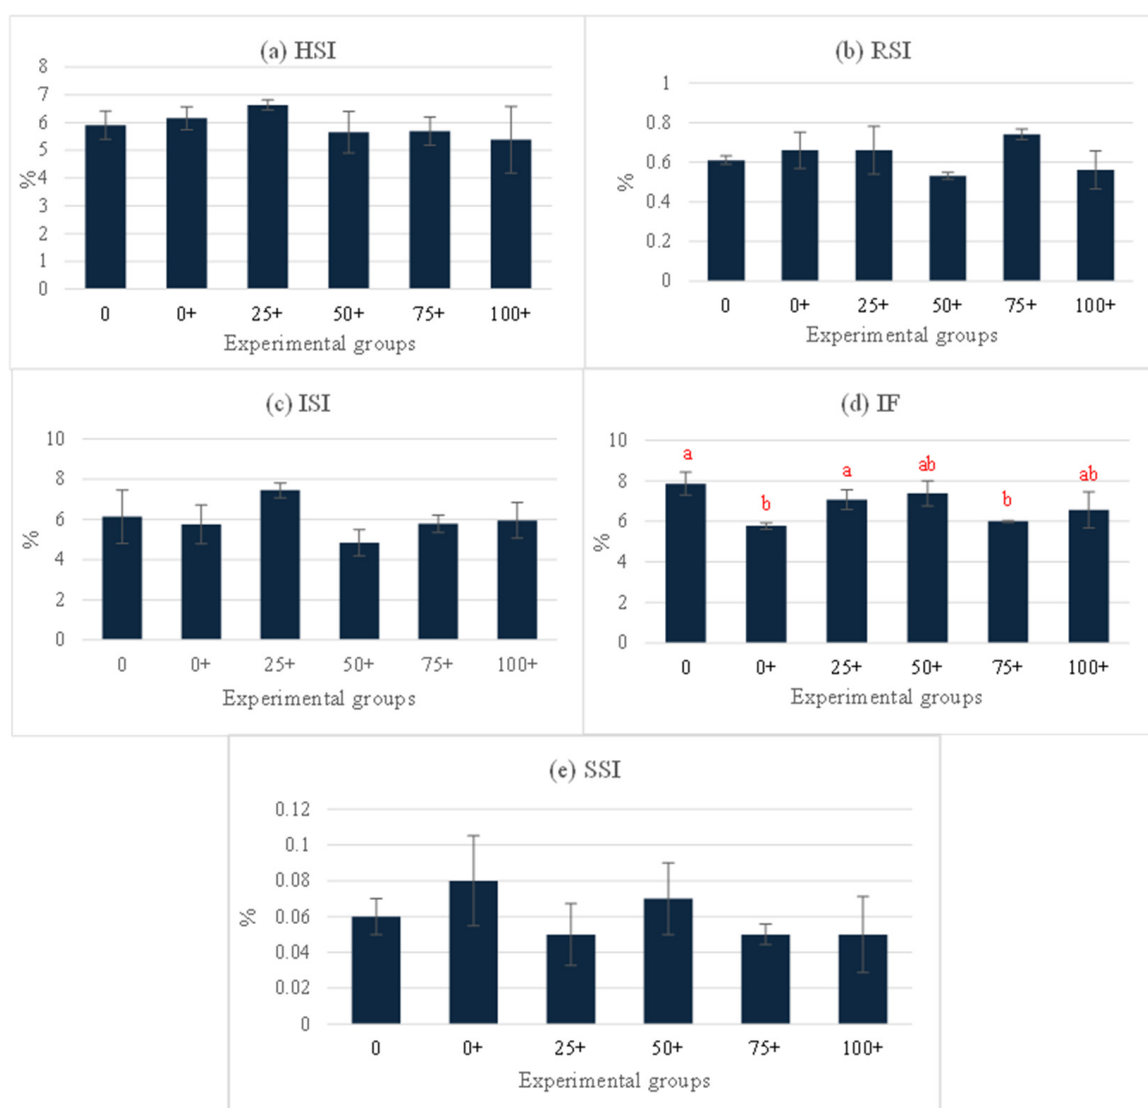 (a) HSI
8
7
6
5
4
3
2
1
0
%
0 0+ 25+ 50+ 75+ 100+
Experimental groups
(b) RSI
1
0.8
0.6
0.4
0.2
0
%
0 0+ 25+ 50+ 75+ 100+
Experimental groups
(c) ISI
10
8
6
4
2
0
%
0 0+ 25+ 50+ 75+ 100+
Experimental groups
(d) IF
10
8
6
4
2
0
%
a b a ab b ab
0 0+ 25+ 50+ 75+ 100+
Experimental groups
(e) SSI
0.12
0.1
0.08
0.06
0.04
0.02
0
%
0 0+ 25+ 50+ 75+ 100+
Experimental groups